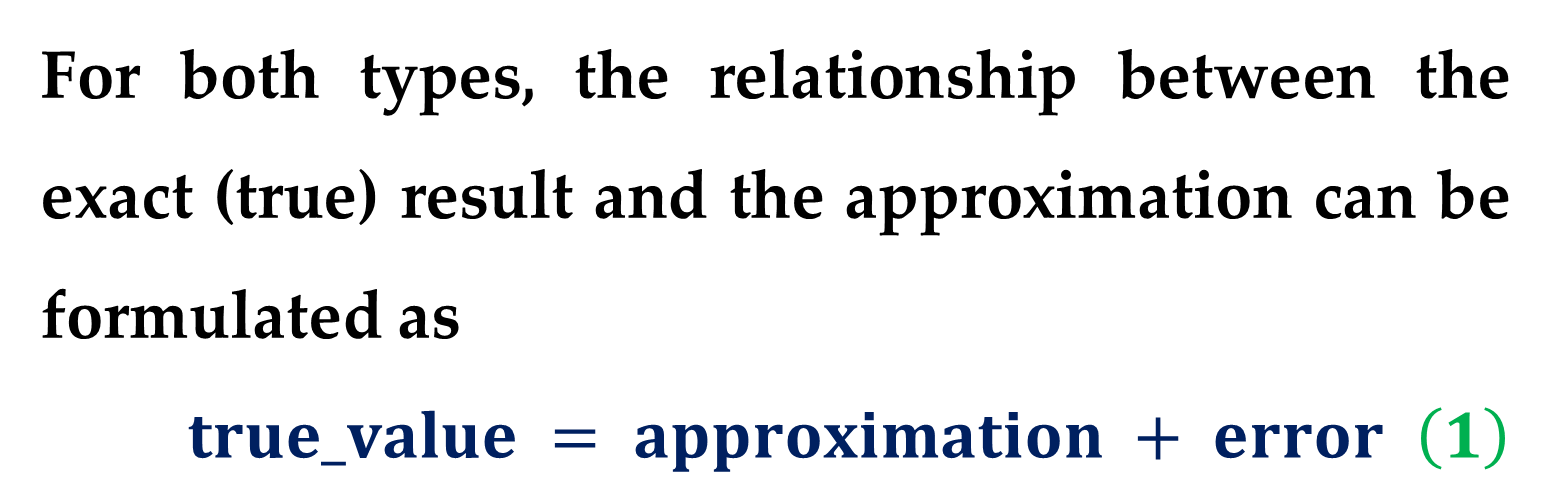 For both types, the relationship between the
exact (true) result and the approximation can be
formulated as
true_value = approximation + error (1)